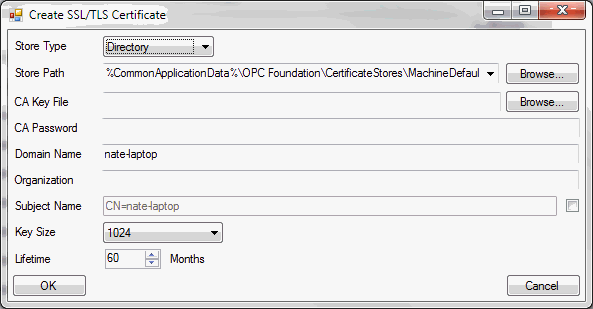 Create SSL/TLS Certificate
Store Type Directory
Store Path %CommonApplicationData%\OPC Foundation\CertificateStores\MachineDefaul Browse...
CA Key File Browse...
CA Password
Domain Name nate-laptop
Organization
Subject Name CN=nate-laptop
Key Size 1024
Lifetime 60 Months
OK Cancel